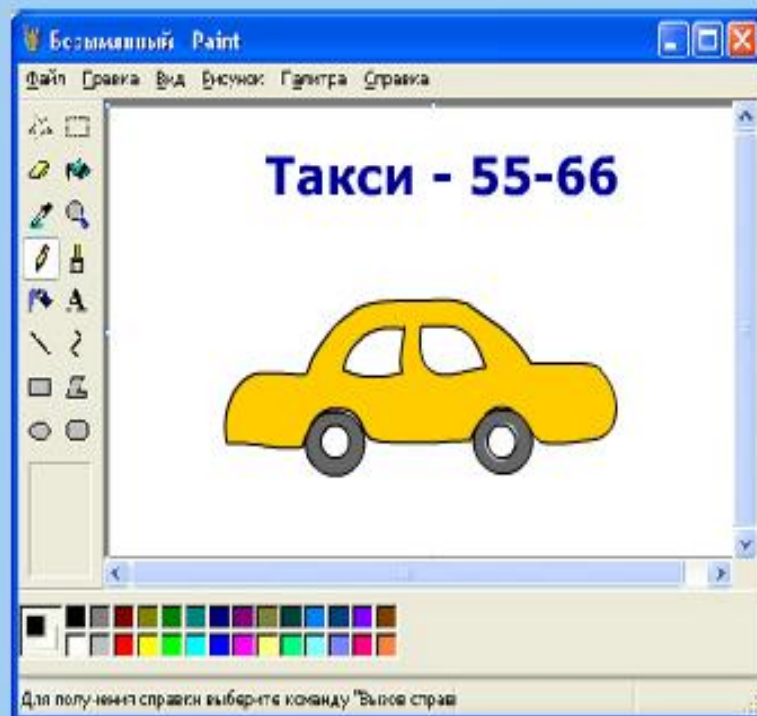 Безымянный Paint
Файл Правка Вид Рисунок Палитра Справка
A
Такси - 55-66
Для получения справки выберите команду "Вызов справ